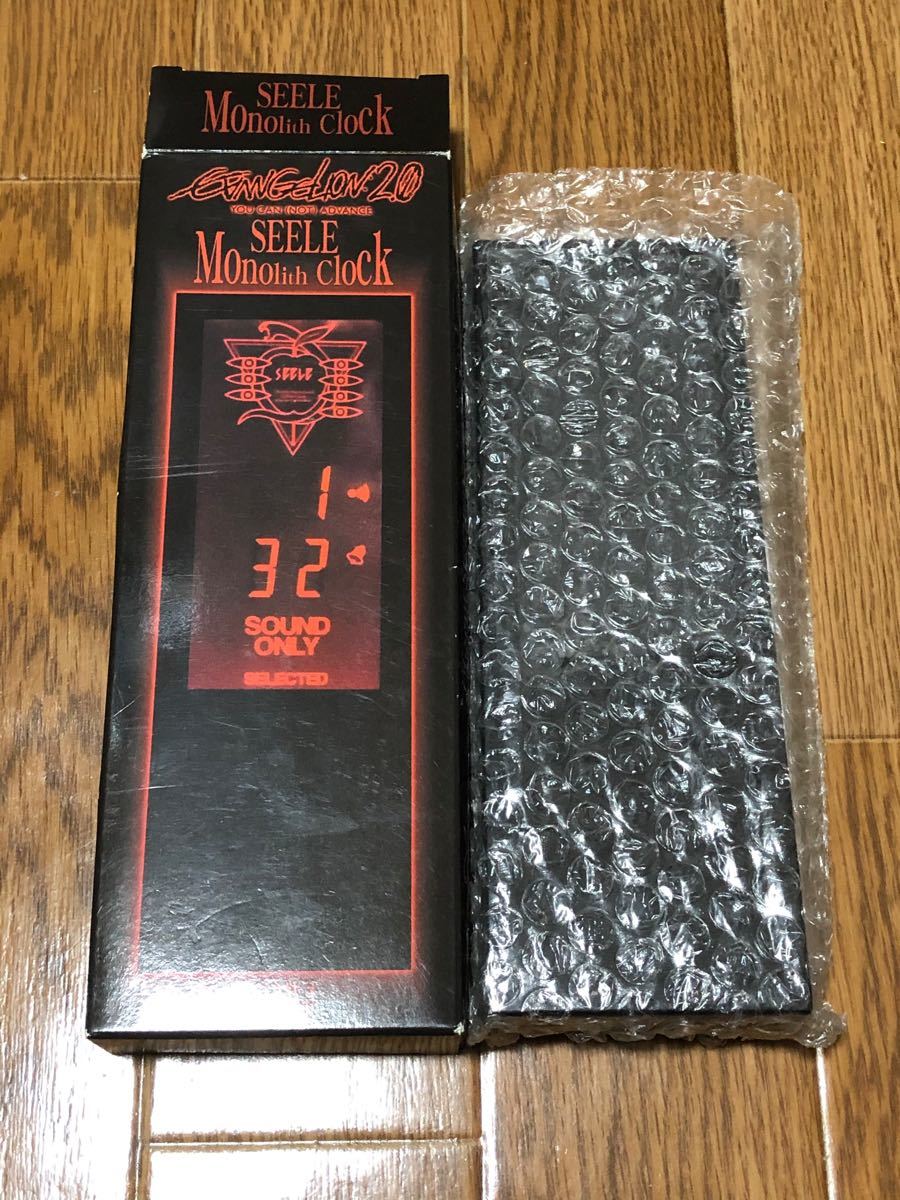 SEELE
Monolith Clock
EVANGELION:2.0
YOU CAN (NOT) ADVANCE
SEELE
Monolith Clock
SEELE
1
32
SOUND
ONLY
SELECTED